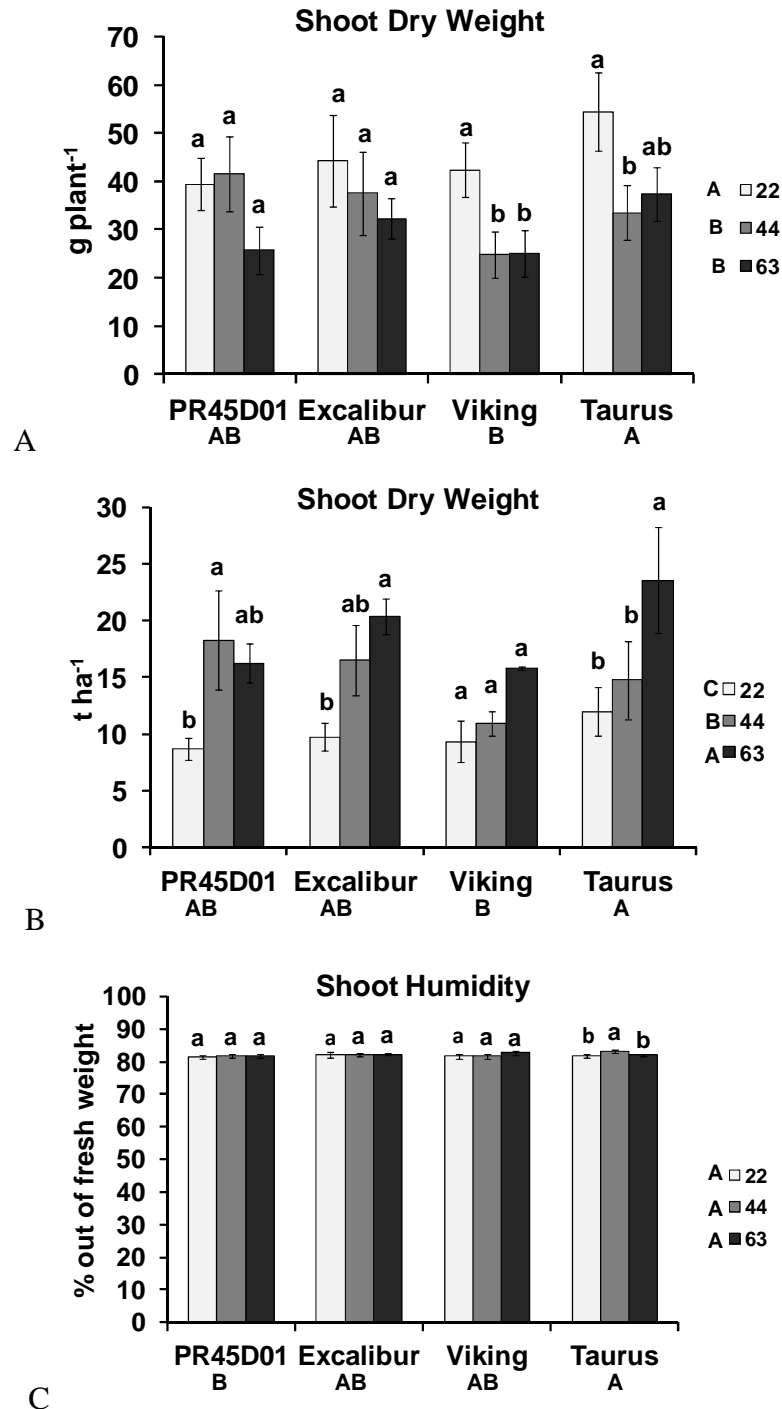 Shoot Dry Weight
g plant-1
70
60
50
40
30
20
10
0
a a a
a a a
a b b
a b ab
A 22
B 44
B 63
PR45D01 Excalibur Viking Taurus
AB AB B A
A
Shoot Dry Weight
t ha-1
30
25
20
15
10
5
0
b a ab
b ab a
a a a
b b a
C 22
B 44
A 63
PR45D01 Excalibur Viking Taurus
AB AB B A
B
Shoot Humidity
% out of fresh weight
100
90
80
70
60
50
40
30
20
10
0
a a a a a a a a a b a b
A 22
A 44
A 63
PR45D01 Excalibur Viking Taurus
B AB AB A
C